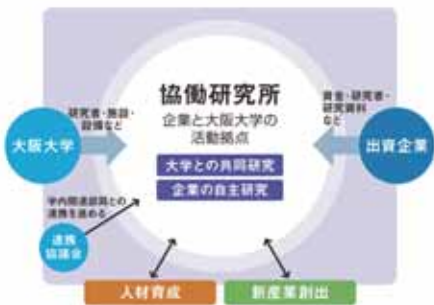 協働研究所
企業と大阪大学の
活動拠点
大学との共同研究
企業の自主研究
研究者・施設・
設備など
大阪大学
資金・研究者・
研究資料
など
出資企業
学内関連部局との
連携を進める
連携
協議会
人材育成
新産業創出